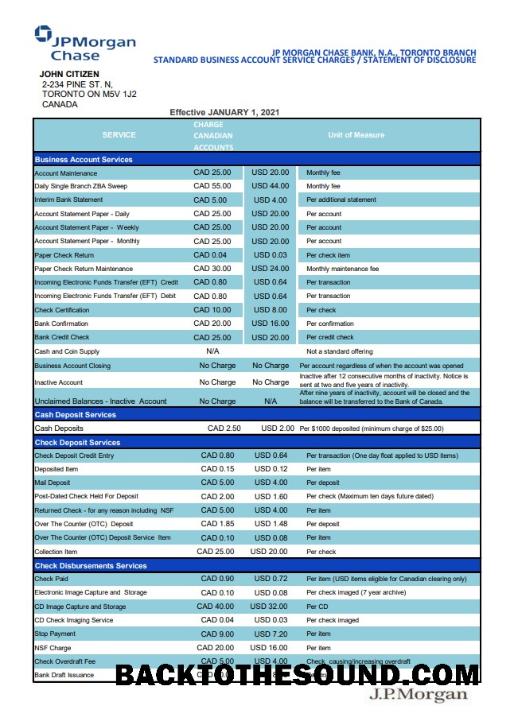 JPMorgan
Chase
JP MORGAN CHASE BANK, N.A., TORONTO BRANCH
STANDARD BUSINESS ACCOUNT SERVICE CHARGES / STATEMENT OF DISCLOSURE
JOHN CITIZEN
2-234 PINE ST. N,
TORONTO ON M5V 1J2
CANADA
Effective JANUARY 1, 2021
SERVICE CHARGE CANADIAN ACCOUNTS Unit of Measure
Business Account Services
Account Maintenance CAD 25.00 USD 20.00 Monthly fee
Daily Single Branch ZBA Sweep CAD 55.00 USD 44.00 Monthly fee
Interim Bank Statement CAD 5.00 USD 4.00 Per additional statement
Account Statement Paper - Daily CAD 25.00 USD 20.00 Per account
Account Statement Paper - Weekly CAD 25.00 USD 20.00 Per account
Account Statement Paper - Monthly CAD 25.00 USD 20.00 Per account
Paper Check Return CAD 0.04 USD 0.03 Per check item
Paper Check Return Maintenance CAD 30.00 USD 24.00 Monthly maintenance fee
Incoming Electronic Funds Transfer (EFT) Credit CAD 0.80 USD 0.64 Per transaction
Incoming Electronic Funds Transfer (EFT) Debit CAD 0.80 USD 0.64 Per transaction
Check Certification CAD 10.00 USD 8.00 Per check
Bank Confirmation CAD 20.00 USD 16.00 Per confirmation
Bank Credit Check CAD 25.00 USD 20.00 Per credit check
Cash and Coin Supply N/A Not a standard offering
Business Account Closing No Charge No Charge Per account regardless of when the account was opened
Inactive Account No Charge No Charge Inactive after 12 consecutive months of inactivity. Notice is
sent at two and five years of inactivity.
Unclaimed Balances - Inactive Account No Charge N/A After nine years of inactivity, account will be closed and the
balance will be transferred to the Bank of Canada.
Cash Deposit Services
Cash Deposits CAD 2.50 USD 2.00 Per $1000 deposited (minimum charge of $25.00)
Check Deposit Services
Check Deposit Credit Entry CAD 0.80 USD 0.64 Per transaction (One day float applied to USD items)
Deposited Item CAD 0.15 USD 0.12 Per item
Mail Deposit CAD 5.00 USD 4.00 Per deposit
Post-Dated Check Held For Deposit CAD 2.00 USD 1.60 Per check (Maximum ten days future dated)
Returned Check - for any reason including NSF CAD 5.00 USD 4.00 Per item
Over The Counter (OTC) Deposit CAD 1.85 USD 1.48 Per deposit
Over The Counter (OTC) Deposit Service Item CAD 0.10 USD 0.08 Per item
Collection Item CAD 25.00 USD 20.00 Per check
Check Disbursements Services
Check Paid CAD 0.90 USD 0.72 Per item (USD items eligible for Canadian clearing only)
Electronic Image Capture and Storage CAD 0.10 USD 0.08 Per check imaged (7 year archive)
CD Image Capture and Storage CAD 40.00 USD 32.00 Per CD
CD Check Imaging Service CAD 0.04 USD 0.03 Per check imaged
Stop Payment CAD 9.00 USD 7.20 Per item
NSF Charge CAD 20.00 USD 16.00 Per item
Check Overdraft Fee CAD 5.00 USD 4.00 Check causing/increasing overdraft
Bank Draft Issuance
BACKTOTHESOUND.COM
J.P.Morgan